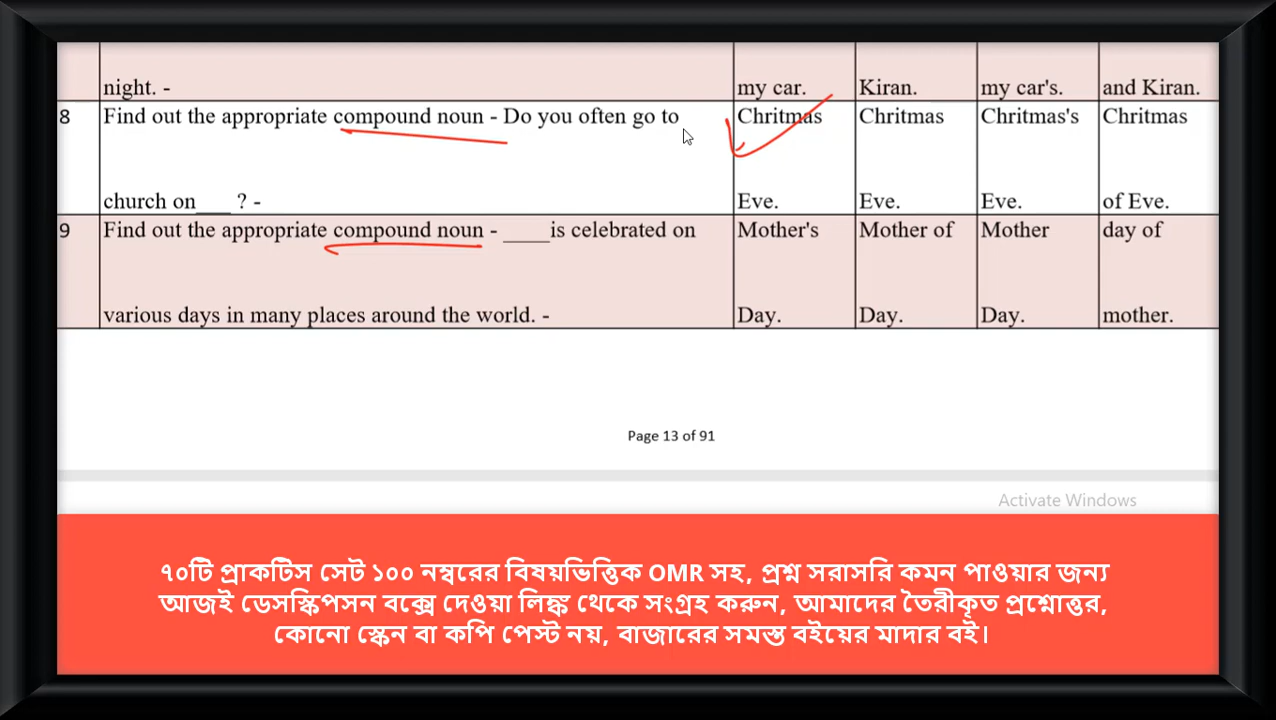 night. - my car. Kiran. my car's. and Kiran.
8 Find out the appropriate compound noun - Do you often go to Chritmas Chritmas Chritmas's Chritmas
church on___ ? - Eve. Eve. Eve. of Eve.
9 Find out the appropriate compound noun - ____is celebrated on Mother's Mother of Mother day of
various days in many places around the world. - Day. Day. Day. mother.
Page 13 of 91
Activate Windows
৭০টি প্রাকটিস সেট ১০০ নম্বরের বিষয়ভিত্তিক OMR সহ, প্রশ্ন সরাসরি কমন পাওয়ার জন্য
আজই ডেসস্কিপসন বক্সে দেওয়া লিঙ্ক থেকে সংগ্রহ করুন, আমাদের তৈরীকৃত প্রশ্নোত্তর,
কোনো স্কেন বা কপি পেস্ট নয়, বাজারের সমস্ত বইয়ের মাদার বই।